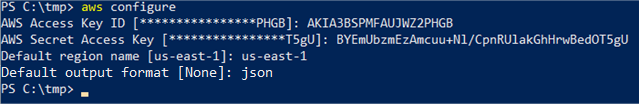 PS C:\tmp> aws configure
AWS Access Key ID [****************PHGB]: AKIA3BSPMFAUJWZ2PHGB
AWS Secret Access Key [****************T5gU]: 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
Default region name [us-east-1]: us-east-1
Default output format [None]: json
PS C:\tmp>